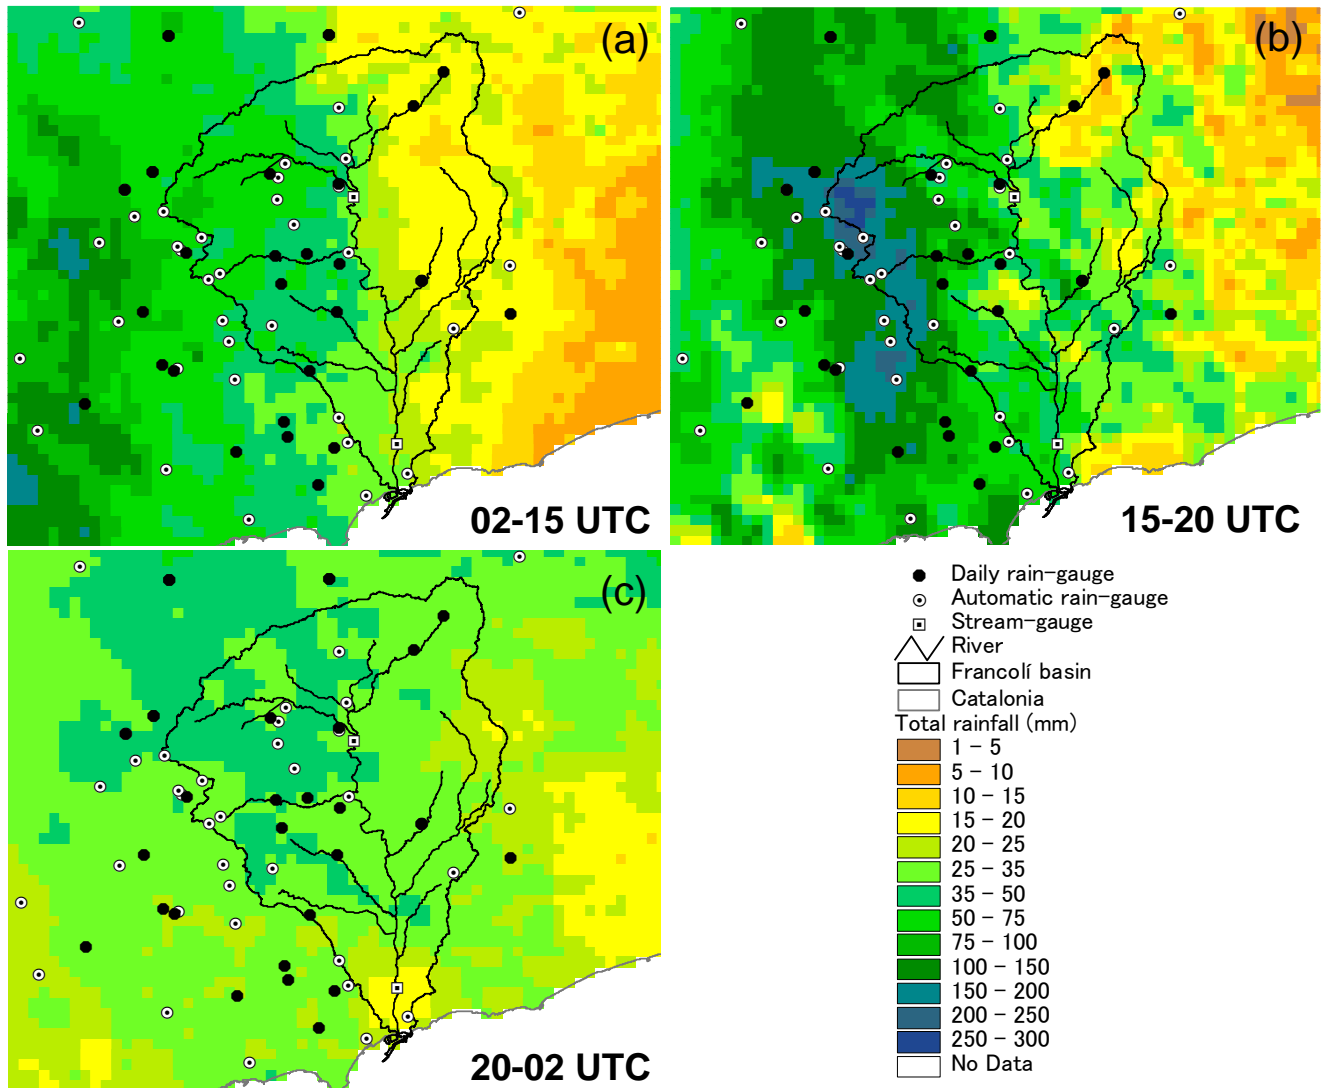 (a)
02-15 UTC
(b)
15-20 UTC
(c)
20-02 UTC
Daily rain-gauge
Automatic rain-gauge
Stream-gauge
River
Francolí basin
Catalonia
Total rainfall (mm)
1 - 5
5 - 10
10 - 15
15 - 20
20 - 25
25 - 35
35 - 50
50 - 75
75 - 100
100 - 150
150 - 200
200 - 250
250 - 300
No Data